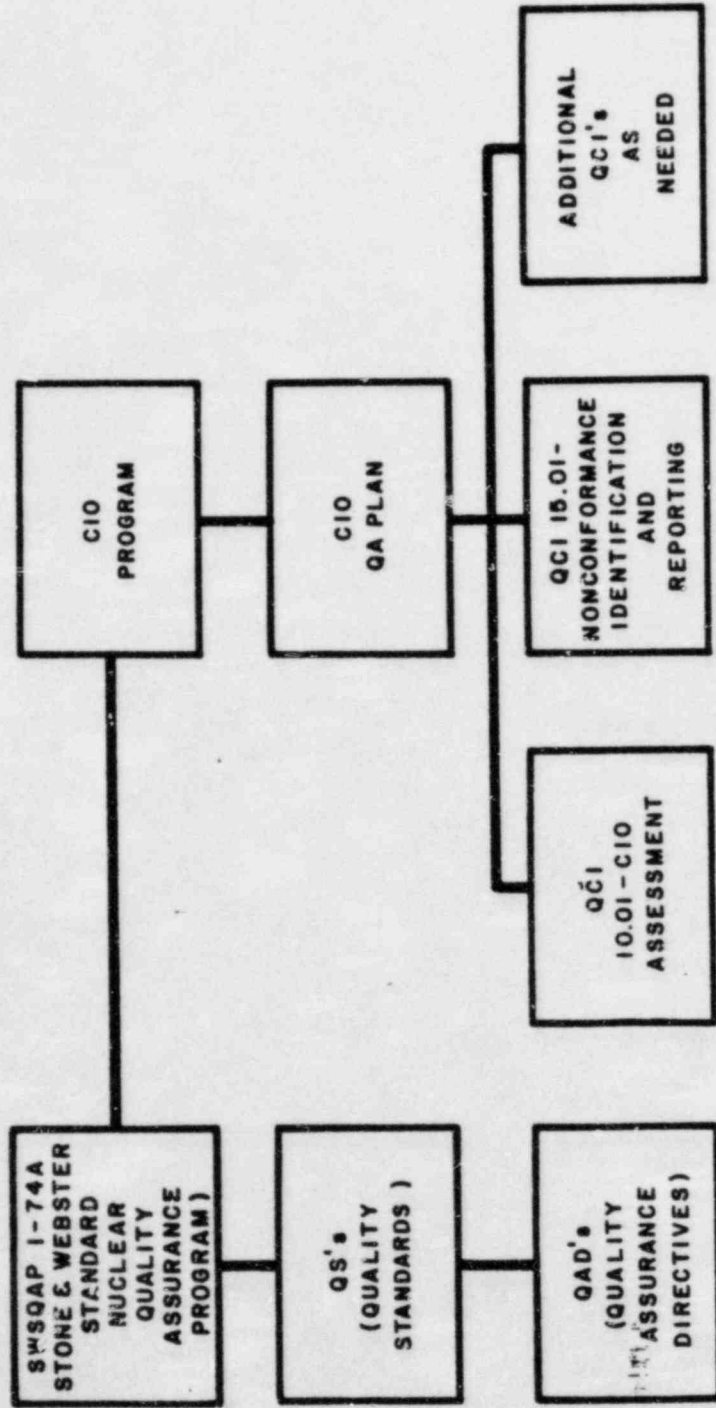 SWSQAP 1-74A
STONE & WEBSTER
STANDARD
NUCLEAR
QUALITY
ASSURANCE
PROGRAM)
QS's
(QUALITY
STANDARDS)
QAD's
(QUALITY
ASSURANCE
DIRECTIVES)
CIO
PROGRAM
CIO
QA PLAN
QCI
10.01-CIO
ASSESSMENT
QCI 15.01-
NONCONFORMANCE
IDENTIFICATION
AND
REPORTING
ADDITIONAL
QCI's
AS
NEEDED